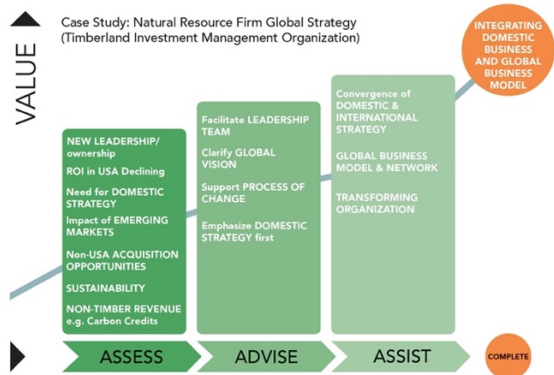 Case Study: Natural Resource Firm Global Strategy
(Timberland Investment Management Organization)
VALUE
INTEGRATING
DOMESTIC
BUSINESS
AND GLOBAL
BUSINESS
MODEL
NEW LEADERSHIP/
ownership
ROI in USA Declining
Need for DOMESTIC
STRATEGY
Impact of EMERGING
MARKETS
Non-USA ACQUISITION
OPPORTUNITIES
SUSTAINABILITY
NON-TIMBER REVENUE
e.g. Carbon Credits
Facilitate LEADERSHIP
TEAM
Clarify GLOBAL
VISION
Support PROCESS OF
CHANGE
Emphasize DOMESTIC
STRATEGY first
Convergence of
DOMESTIC &
INTERNATIONAL
STRATEGY
GLOBAL BUSINESS
MODEL & NETWORK
TRANSFORMING
ORGANIZATION
ASSESS
ADVISE
ASSIST
COMPLETE